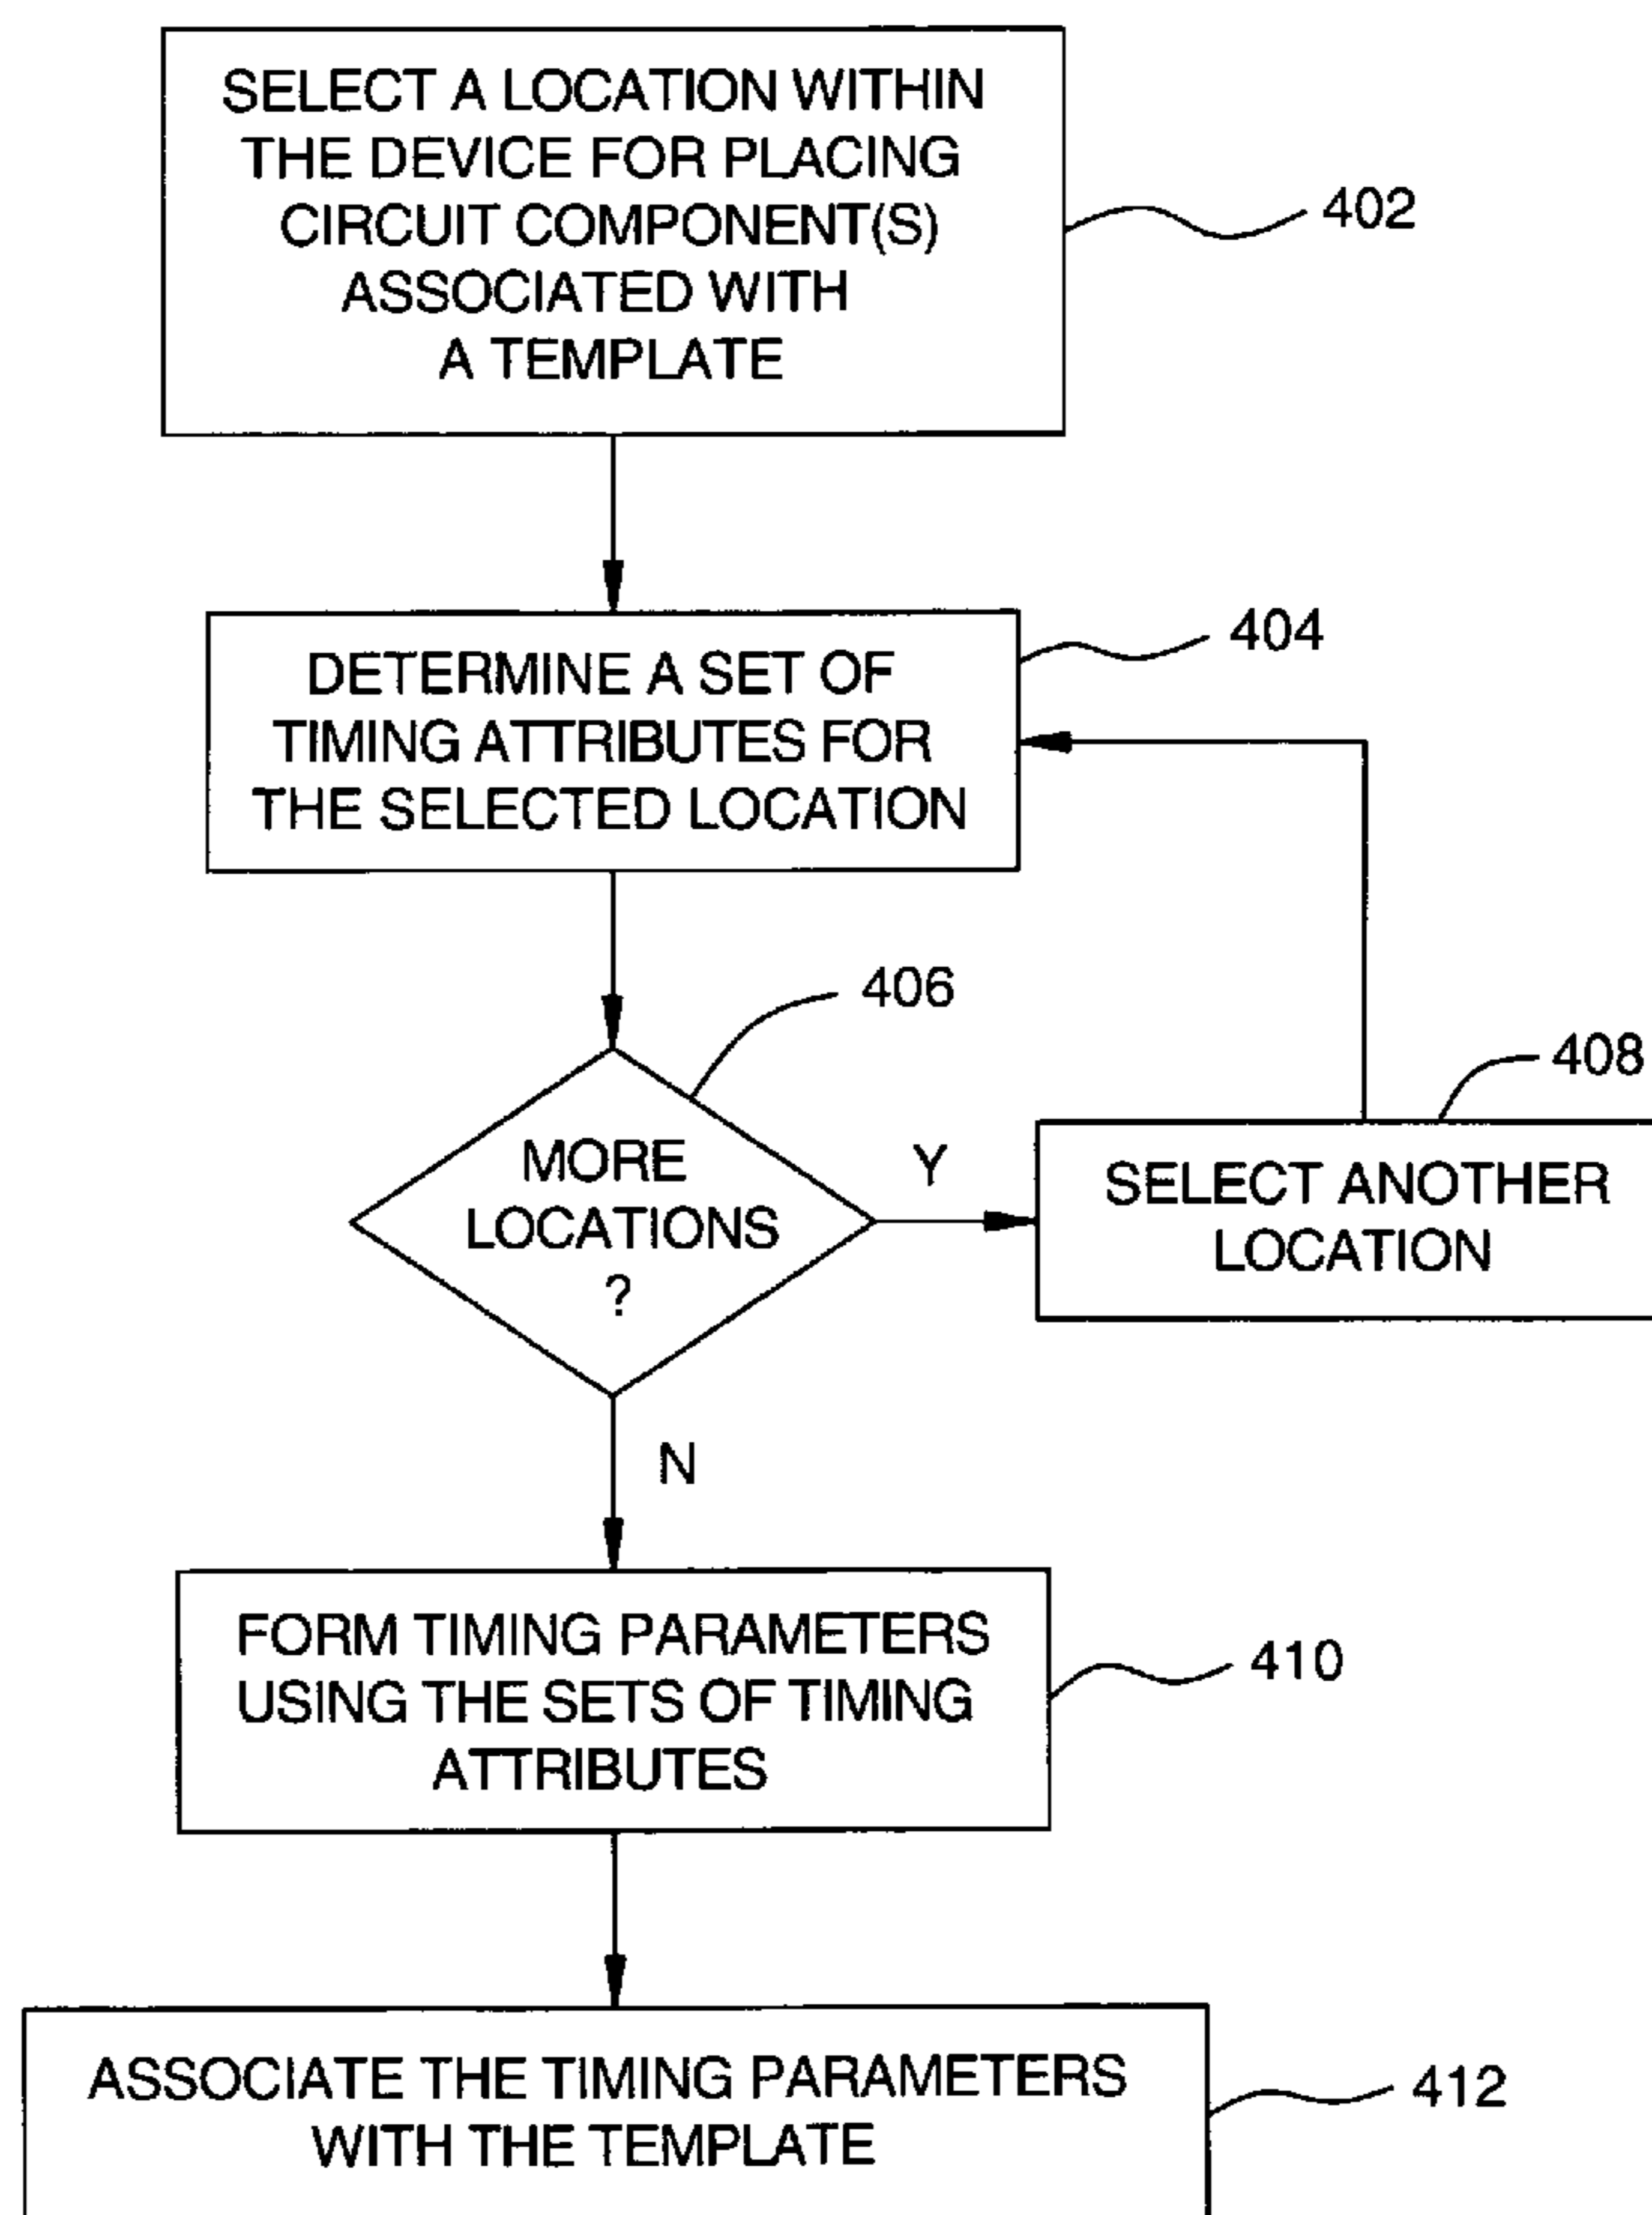 SELECT A LOCATION WITHIN
THE DEVICE FOR PLACING
CIRCUIT COMPONENT(S)
ASSOCIATED WITH
A TEMPLATE
402
DETERMINE A SET OF
TIMING ATTRIBUTES FOR
THE SELECTED LOCATION
404
406
MORE
LOCATIONS
?
Y
408
SELECT ANOTHER
LOCATION
N
FORM TIMING PARAMETERS
USING THE SETS OF TIMING
ATTRIBUTES
410
ASSOCIATE THE TIMING PARAMETERS
WITH THE TEMPLATE
412